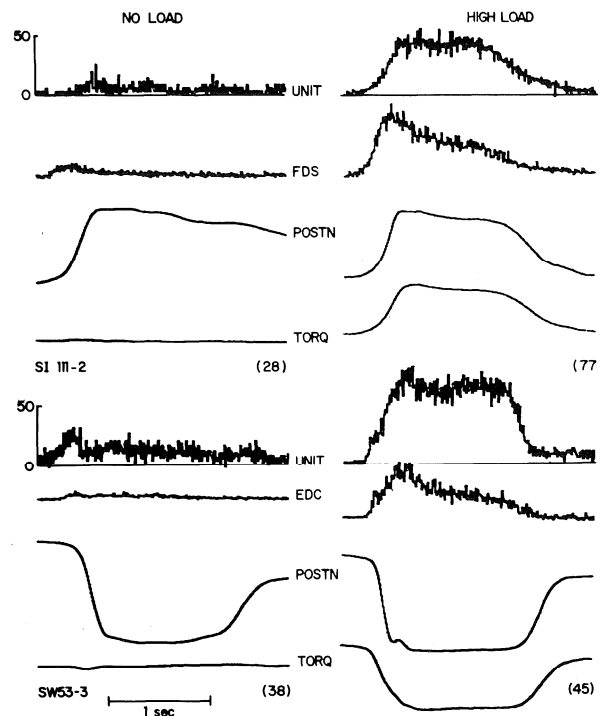 NO LOAD
HIGH LOAD
50
0
UNIT
FDS
POSTN
TORQ
SI 111-2
(28)
(77
50
0
UNIT
EDC
POSTN
TORQ
SW53-3
(38)
(45)
1 sec